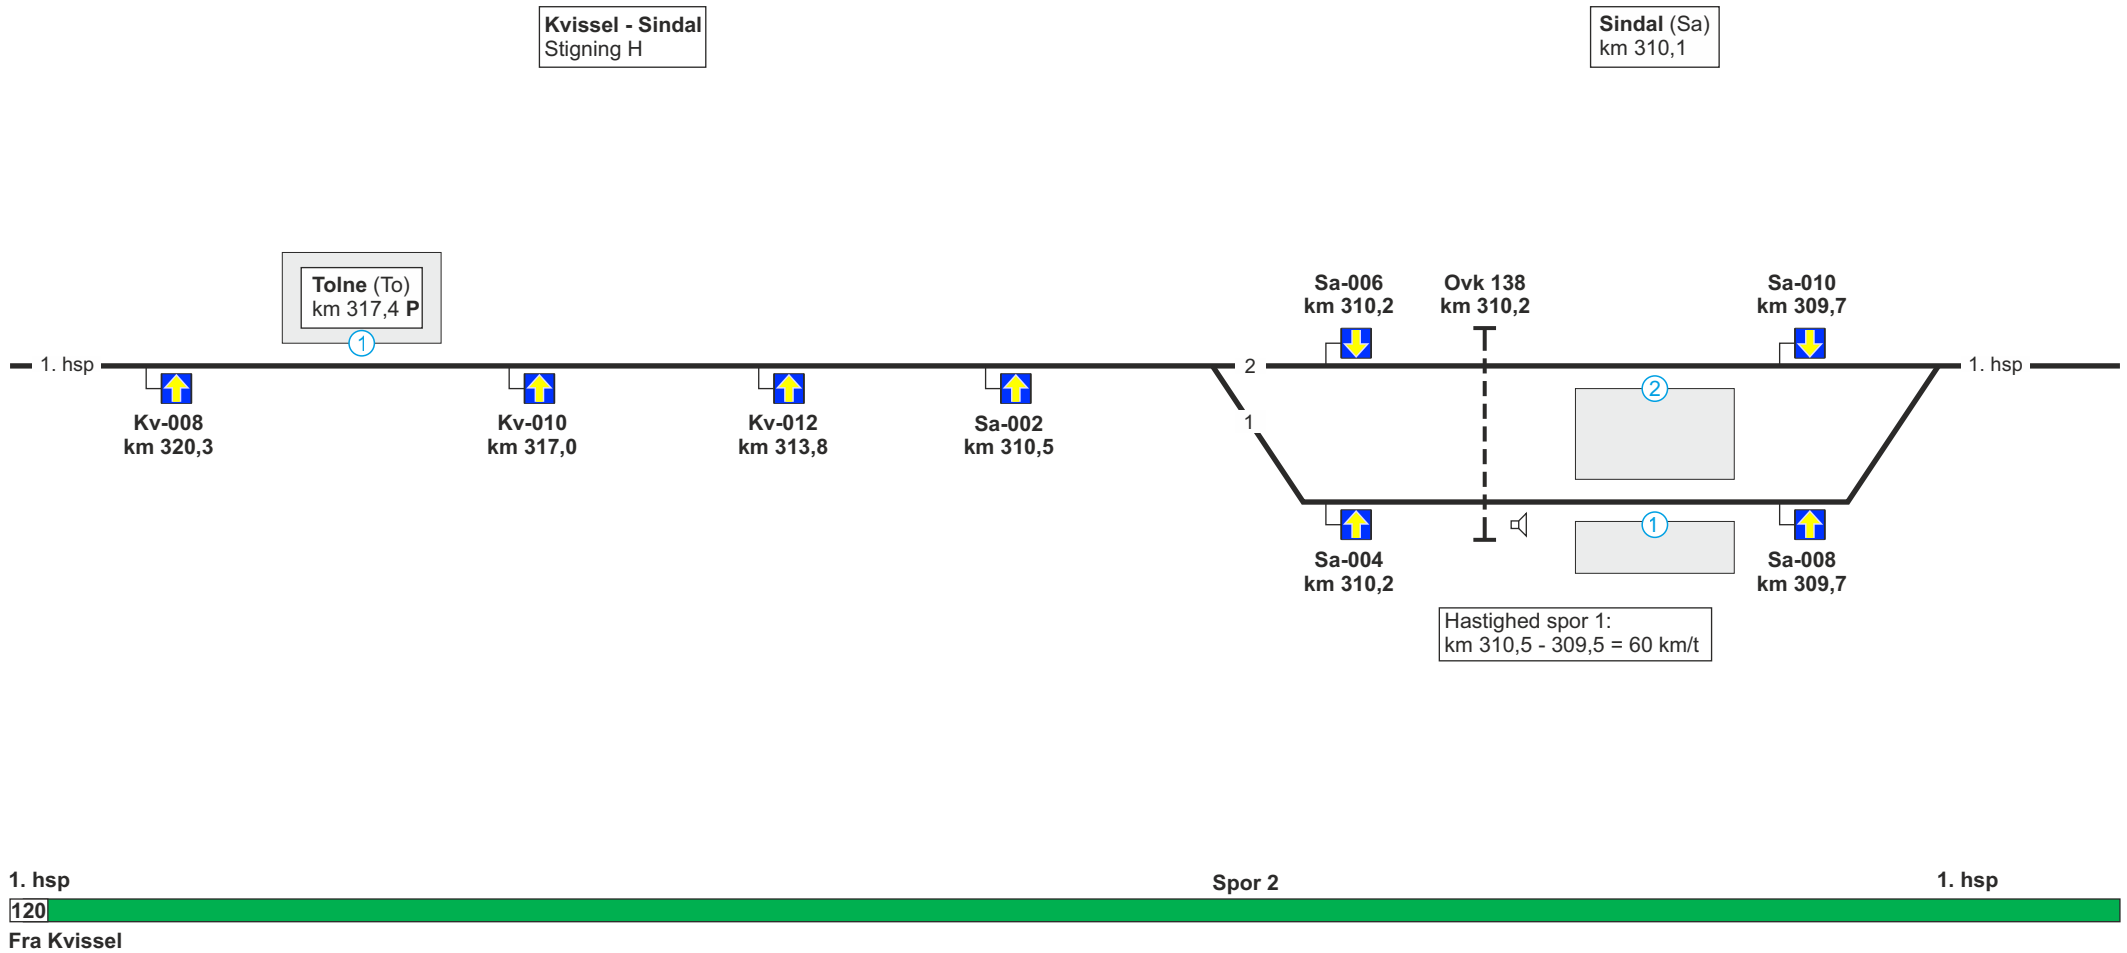 Kvissel - Sindal
Stigning H
Sindal (Sa)
km 310,1
Tolne (To)
km 317,4 P
1
Sa-006
km 310,2
Ovk 138
km 310,2
Sa-010
km 309,7
1. hsp
2
1. hsp
2
1
Kv-008
km 320,3
Kv-010
km 317,0
Kv-012
km 313,8
Sa-002
km 310,5
1
Sa-004
km 310,2
Sa-008
km 309,7
Hastighed spor 1:
km 310,5 - 309,5 = 60 km/t
1. hsp
Spor 2
1. hsp
120
Fra Kvissel